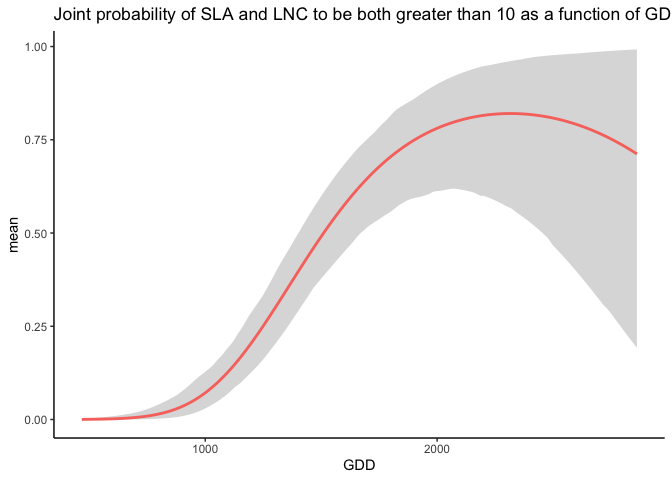 Joint probability of SLA and LNC to be both greater than 10 as a function of GD
1.00
0.75
0.50
0.25
0.00
mean
1000 2000
GDD